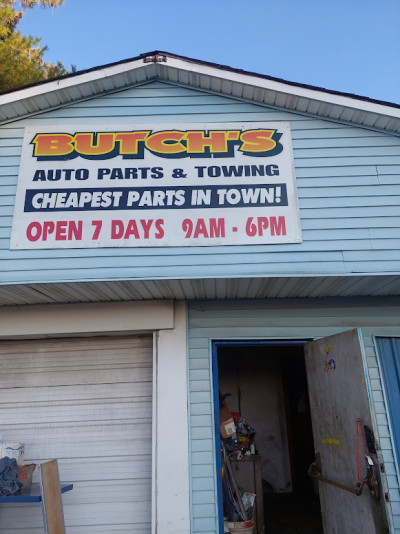 BUTCH'S
AUTO PARTS & TOWING
CHEAPEST PARTS IN TOWN!
OPEN 7 DAYS 9AM - 6PM